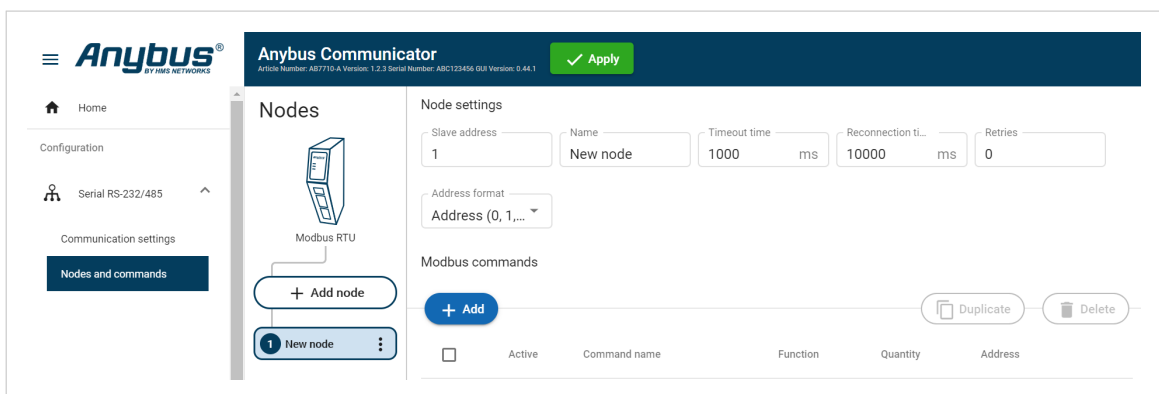 Anybus®
BY HMS NETWORKS
Anybus Communicator
Article Number: AB7710-A Version: 1.2.3 Serial Number: ABC123456 GUI Version: 0.44.1
Apply
Home
Configuration
Serial RS-232/485
Communication settings
Nodes and commands
Nodes
Modbus RTU
+ Add node
1 New node
Node settings
Slave address
1
Name
New node
Timeout time
1000 ms
Reconnection ti...
10000 ms
Retries
0
Address format
Address (0, 1,...
Modbus commands
+ Add
Duplicate
Delete
Active Command name Function Quantity Address